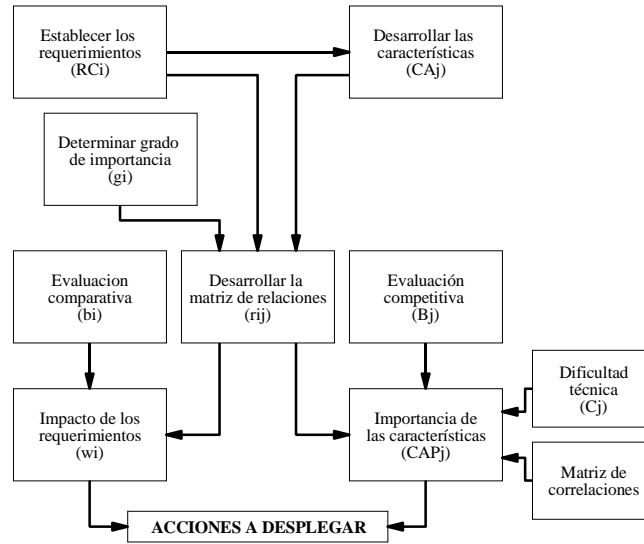 Establecer los
requerimientos
(RCi)
Desarrollar las
características
(CAj)
Determinar grado
de importancia
(gi)
Evaluacion
comparativa
(bi)
Desarrollar la
matriz de relaciones
(rij)
Evaluación
competitiva
(Bj)
Dificultad
técnica
(Cj)
Impacto de los
requerimientos
(wi)
Importancia de
las características
(CAPj)
Matriz de
correlaciones
ACCIONES A DESPLEGAR